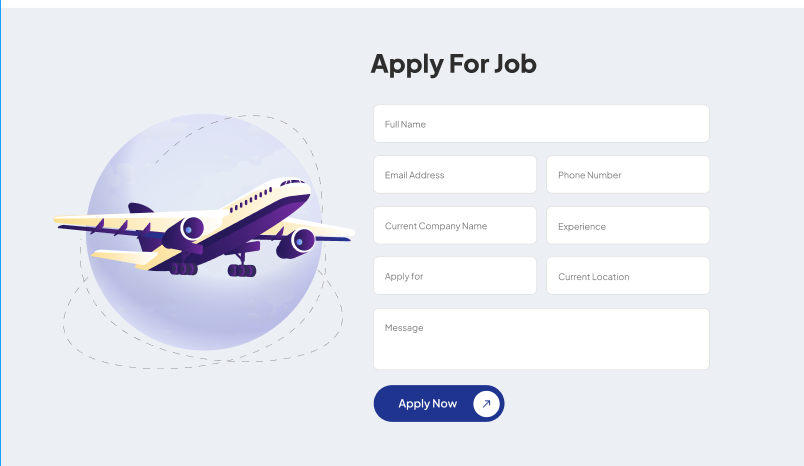 Apply For Job
Full Name
Email Address
Phone Number
Current Company Name
Experience
Apply for
Current Location
Message
Apply Now